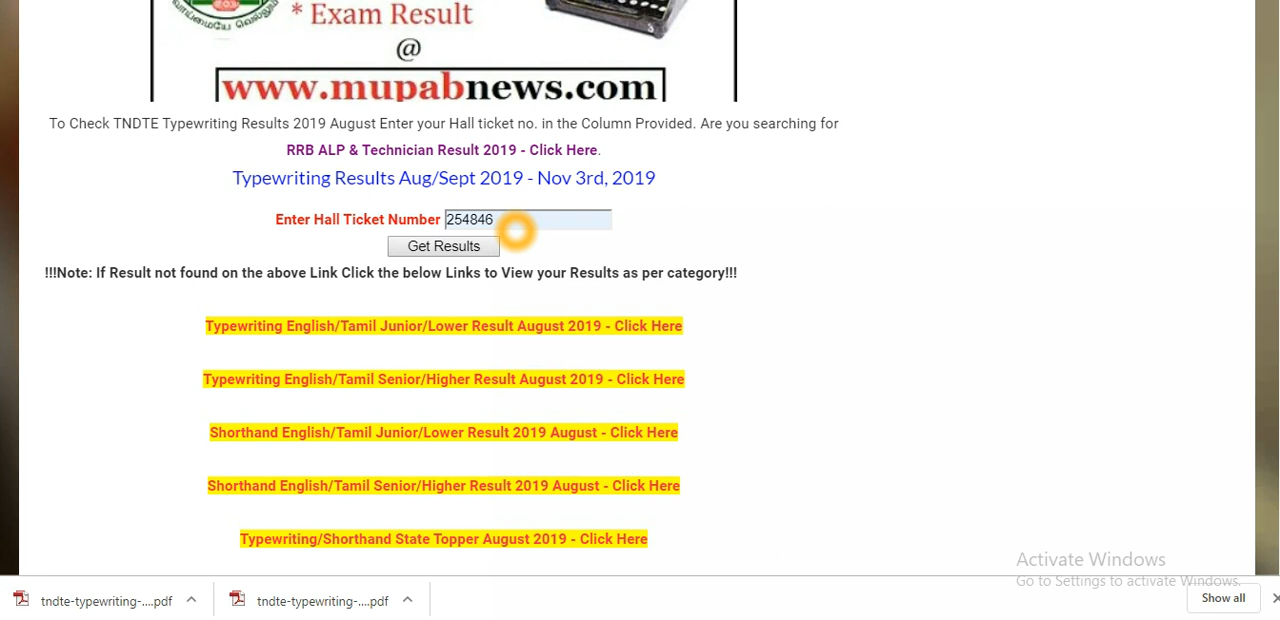 வாய்மையே வெல்லும்
* Exam Result
@
www.mupabnews.com
To Check TNDTE Typewriting Results 2019 August Enter your Hall ticket no. in the Column Provided. Are you searching for
RRB ALP & Technician Result 2019 - Click Here.
Typewriting Results Aug/Sept 2019 - Nov 3rd, 2019
Enter Hall Ticket Number 254846
Get Results
!!!Note: If Result not found on the above Link Click the below Links to View your Results as per category!!!
Typewriting English/Tamil Junior/Lower Result August 2019 - Click Here
Typewriting English/Tamil Senior/Higher Result August 2019 - Click Here
Shorthand English/Tamil Junior/Lower Result 2019 August - Click Here
Shorthand English/Tamil Senior/Higher Result 2019 August - Click Here
Typewriting/Shorthand State Topper August 2019 - Click Here
Activate Windows
Go to Settings to activate Windows.
tndte-typewriting-....pdf
tndte-typewriting-....pdf
Show all